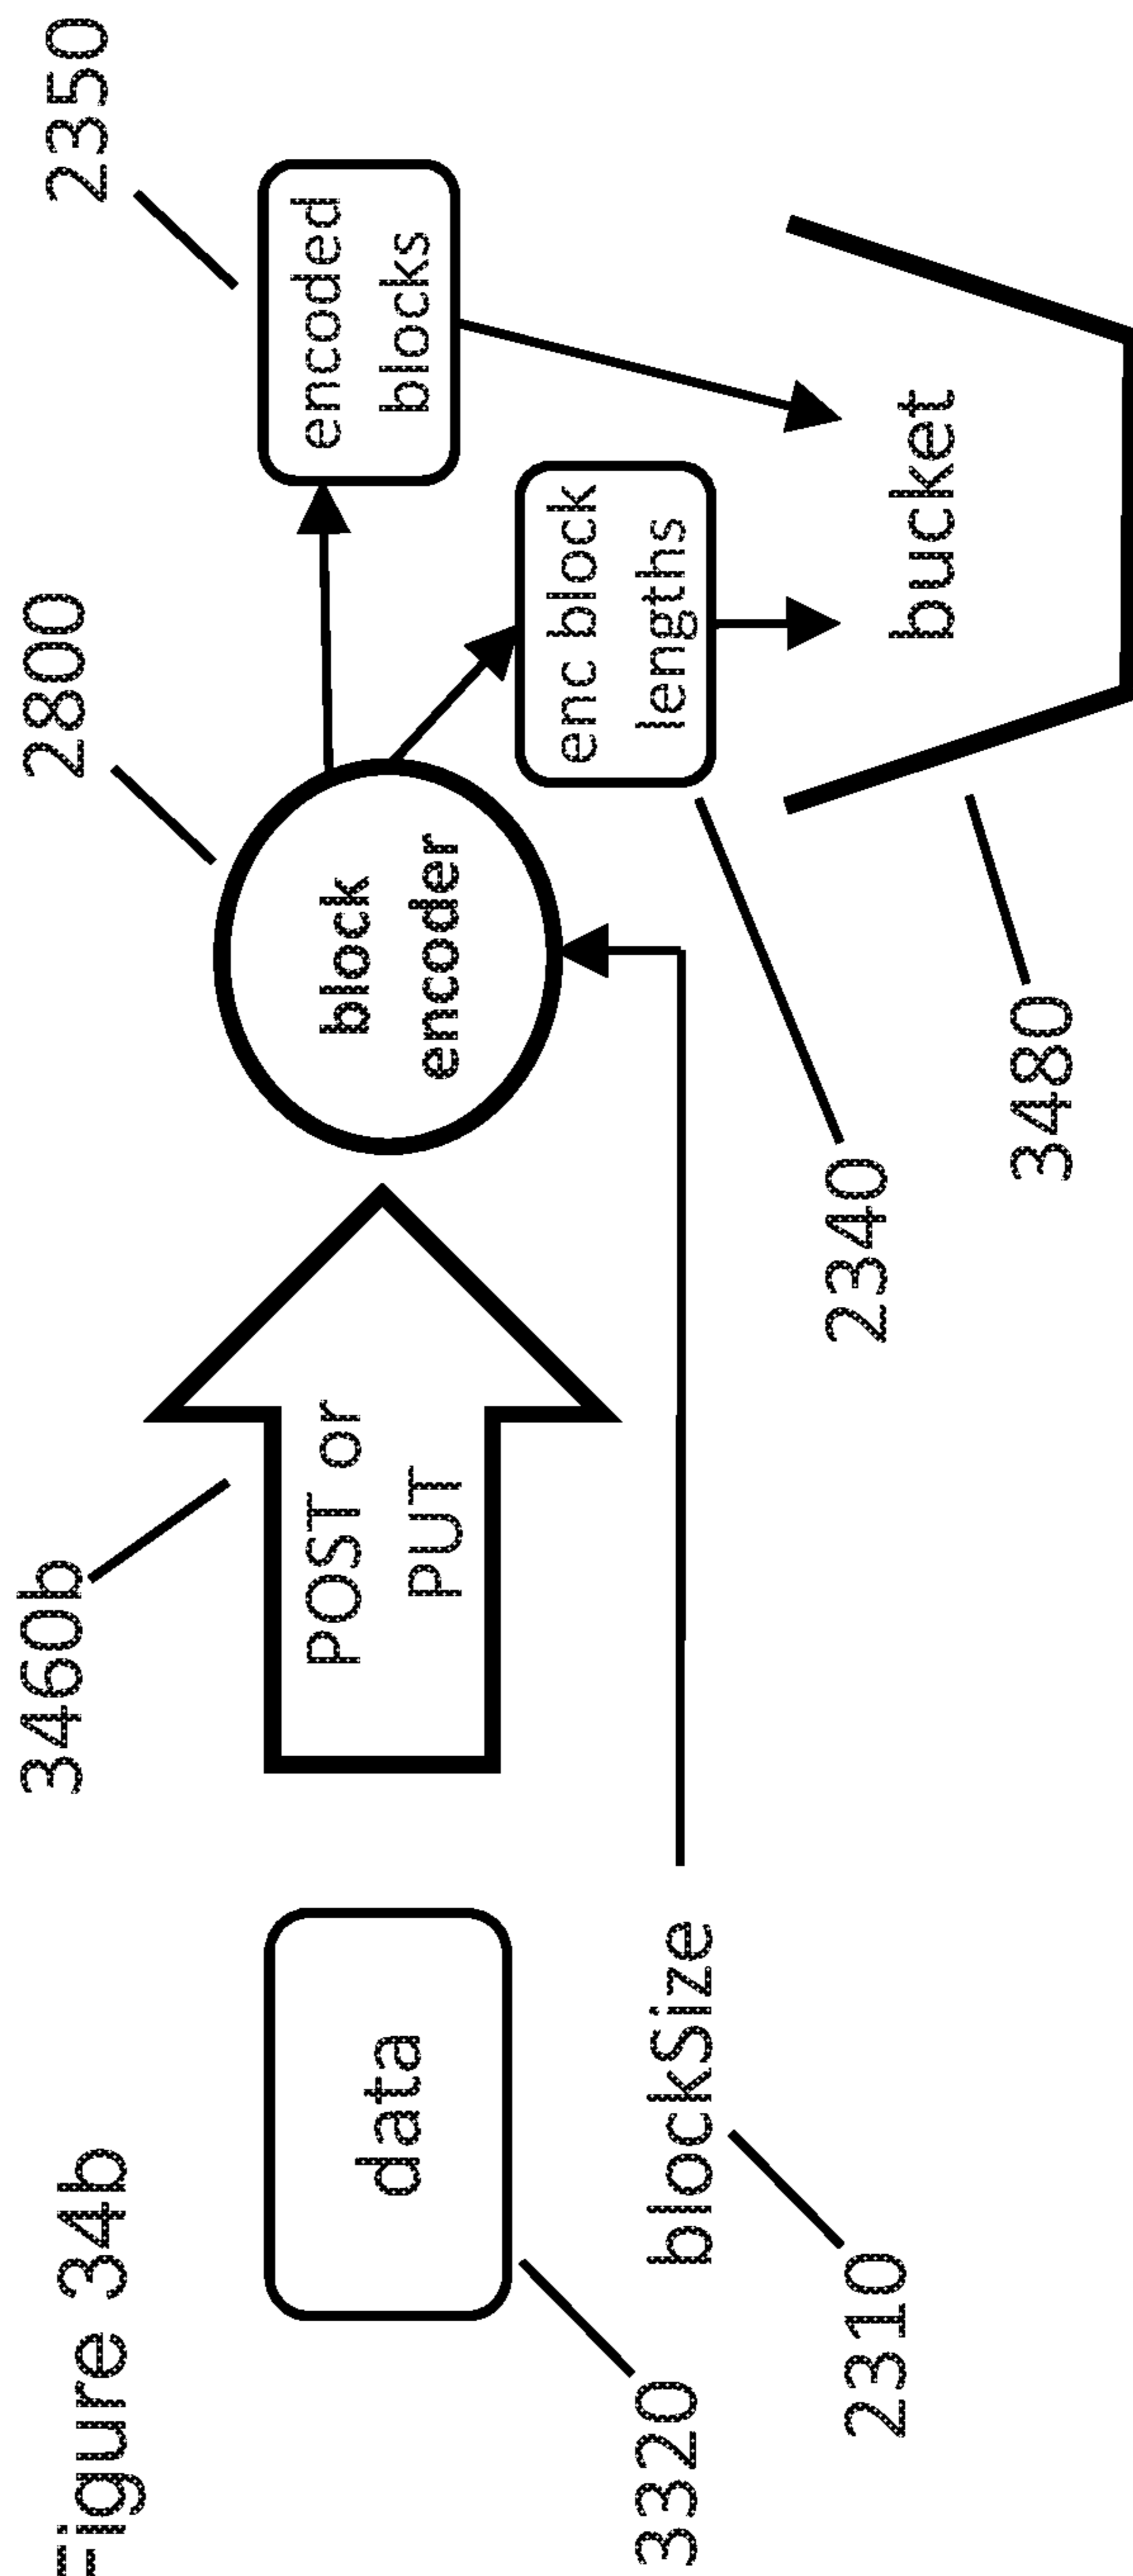 Figure 34b
3460b
2800
2350
data
POST or
PUT
block
encoder
encoded
blocks
enc block
lengths
blockSize
bucket
3320
2310
2340
3480